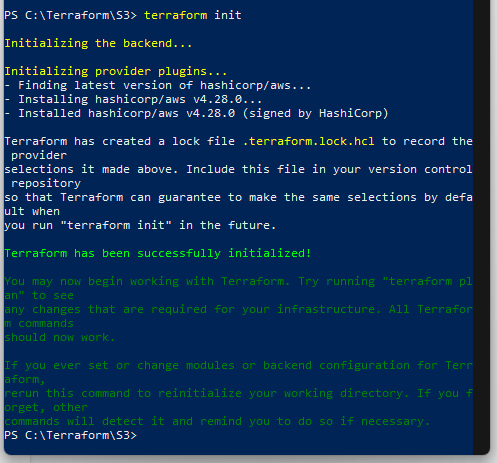 PS C:\Terraform\S3> terraform init
Initializing the backend...
Initializing provider plugins...
- Finding latest version of hashicorp/aws...
- Installing hashicorp/aws v4.28.0...
- Installed hashicorp/aws v4.28.0 (signed by HashiCorp)
Terraform has created a lock file .terraform.lock.hcl to record the
provider
selections it made above. Include this file in your version control
repository
so that Terraform can guarantee to make the same selections by defa
ult when
you run "terraform init" in the future.
Terraform has been successfully initialized!
You may now begin working with Terraform. Try running "terraform pl
an" to see
any changes that are required for your infrastructure. All Terrafor
m commands
should now work.
If you ever set or change modules or backend configuration for Terr
aform,
rerun this command to reinitialize your working directory. If you f
orget, other
commands will detect it and remind you to do so if necessary.
PS C:\Terraform\S3>